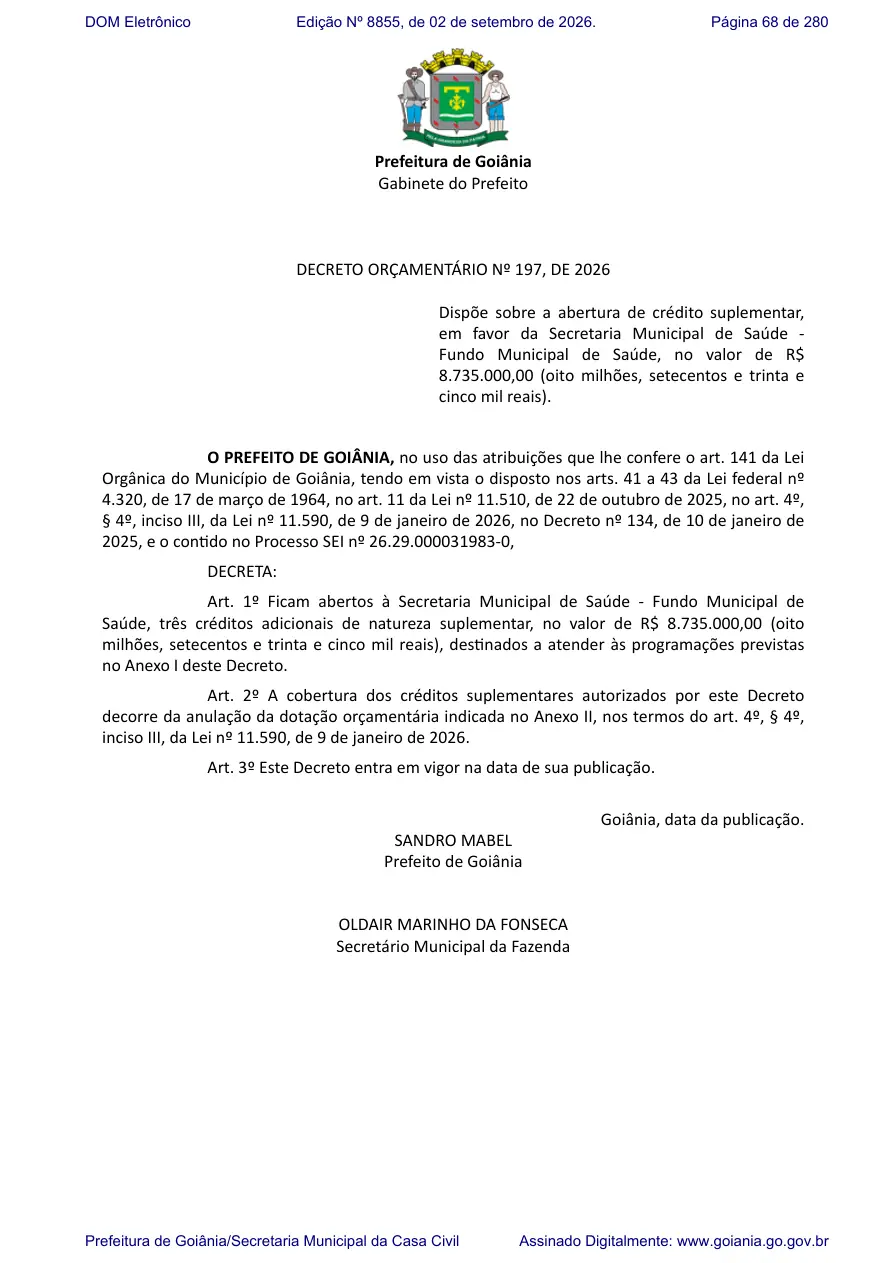 DOM Eletrônico Edição Nº 8855, de 02 de setembro de 2026. Página 68 de 280
Prefeitura de Goiânia
Gabinete do Prefeito
DECRETO ORÇAMENTÁRIO Nº 197, DE 2026
Dispõe sobre a abertura de crédito suplementar,
em favor da Secretaria Municipal de Saúde -
Fundo Municipal de Saúde, no valor de R$
8.735.000,00 (oito milhões, setecentos e trinta e
cinco mil reais).
O PREFEITO DE GOIÂNIA, no uso das atribuições que lhe confere o art. 141 da Lei
Orgânica do Município de Goiânia, tendo em vista o disposto nos arts. 41 a 43 da Lei federal nº
4.320, de 17 de março de 1964, no art. 11 da Lei nº 11.510, de 22 de outubro de 2025, no art. 4º,
§ 4º, inciso III, da Lei nº 11.590, de 9 de janeiro de 2026, no Decreto nº 134, de 10 de janeiro de
2025, e o contido no Processo SEI nº 26.29.000031983-0,
DECRETA:
Art. 1º Ficam abertos à Secretaria Municipal de Saúde - Fundo Municipal de
Saúde, três créditos adicionais de natureza suplementar, no valor de R$ 8.735.000,00 (oito
milhões, setecentos e trinta e cinco mil reais), destinados a atender às programações previstas
no Anexo I deste Decreto.
Art. 2º A cobertura dos créditos suplementares autorizados por este Decreto
decorre da anulação da dotação orçamentária indicada no Anexo II, nos termos do art. 4º, § 4º,
inciso III, da Lei nº 11.590, de 9 de janeiro de 2026.
Art. 3º Este Decreto entra em vigor na data de sua publicação.
Goiânia, data da publicação.
SANDRO MABEL
Prefeito de Goiânia
OLDAIR MARINHO DA FONSECA
Secretário Municipal da Fazenda
Prefeitura de Goiânia/Secretaria Municipal da Casa Civil Assinado Digitalmente: www.goiania.go.gov.br